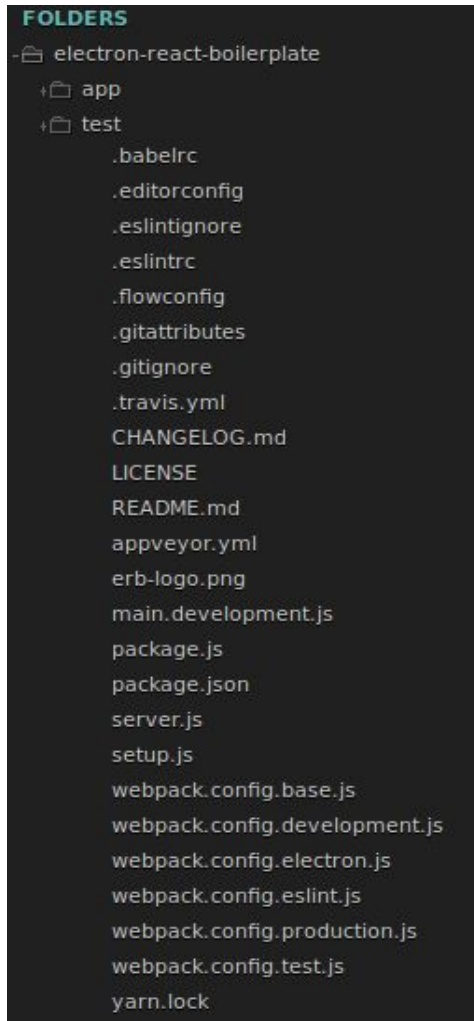 FOLDERS
electron-react-boilerplate
app
test
.babelrc
.editorconfig
.eslintignore
.eslintrc
.flowconfig
.gitattributes
.gitignore
.travis.yml
CHANGELOG.md
LICENSE
README.md
appveyor.yml
erb-logo.png
main.development.js
package.js
package.json
server.js
setup.js
webpack.config.base.js
webpack.config.development.js
webpack.config.electron.js
webpack.config.eslint.js
webpack.config.production.js
webpack.config.test.js
yarn.lock